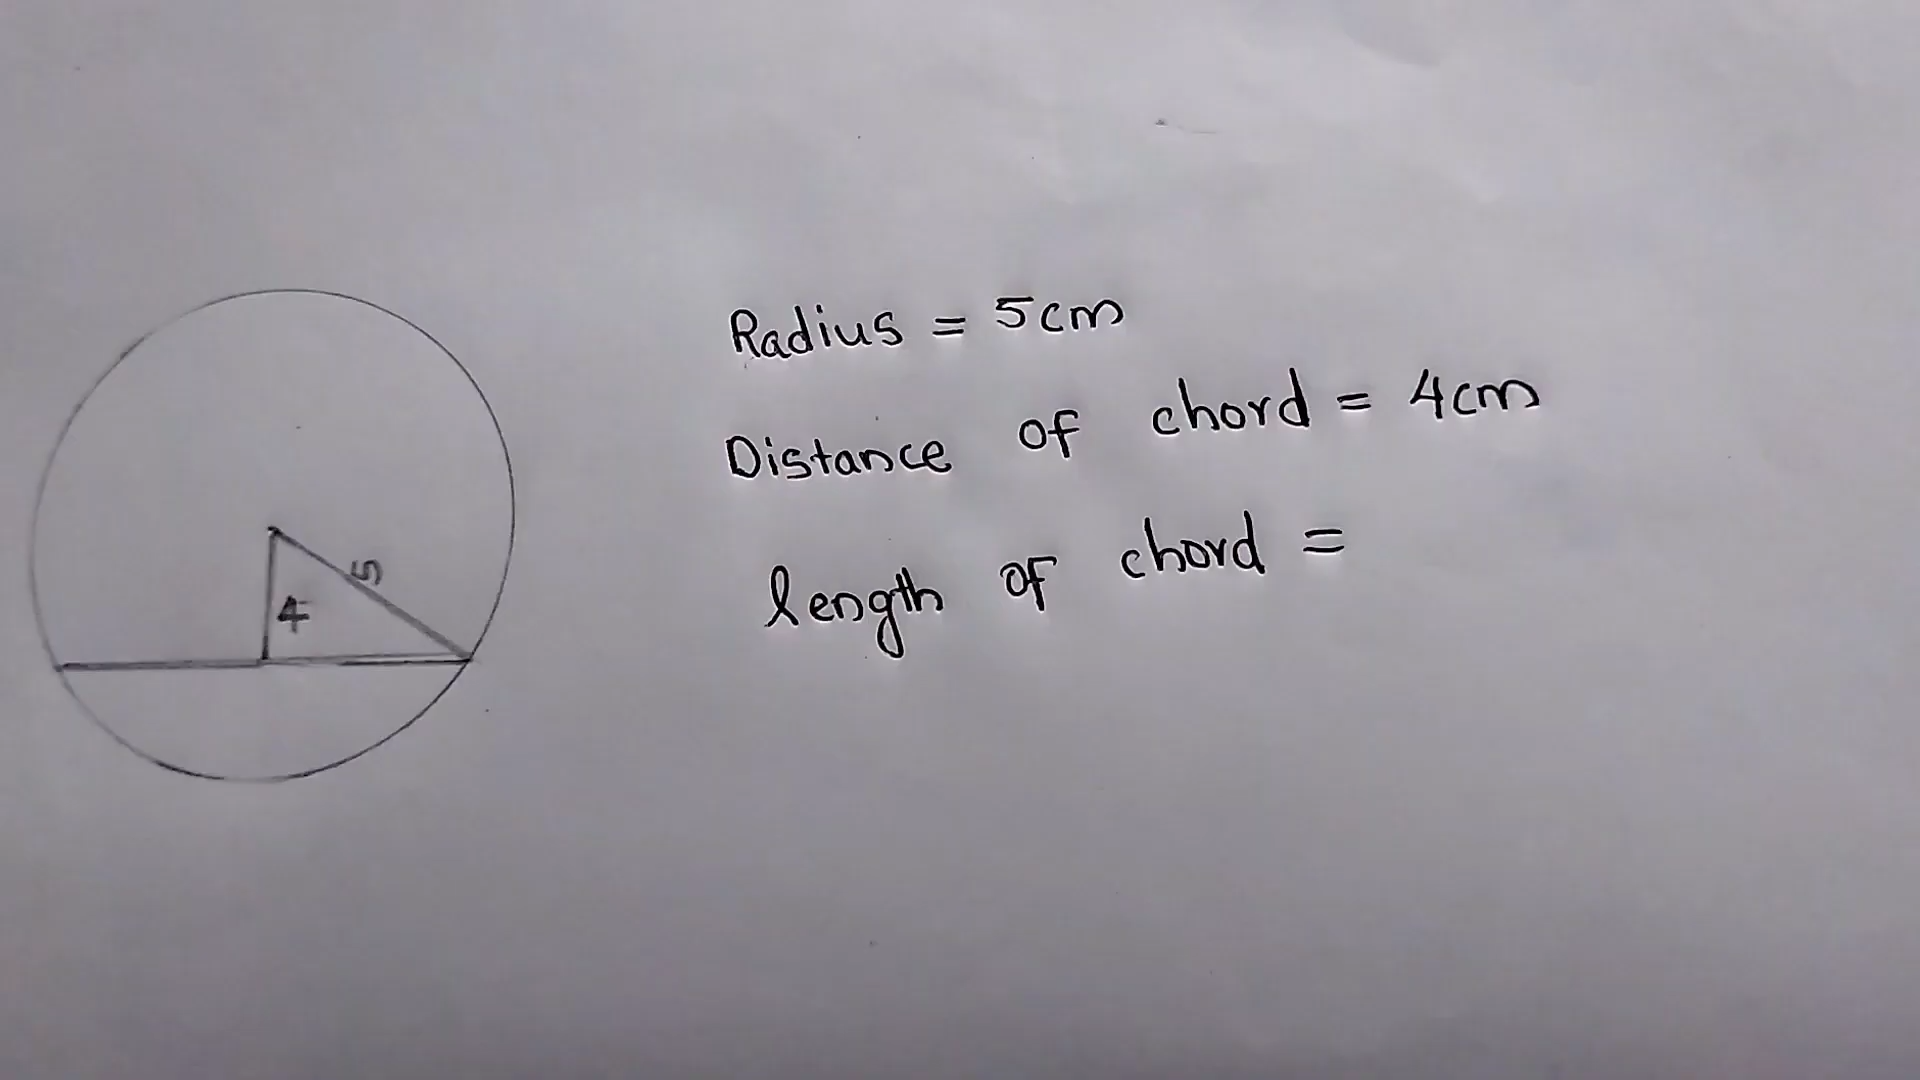 Radius = 5cm
Distance of chord = 4cm
length of chord =
5
4